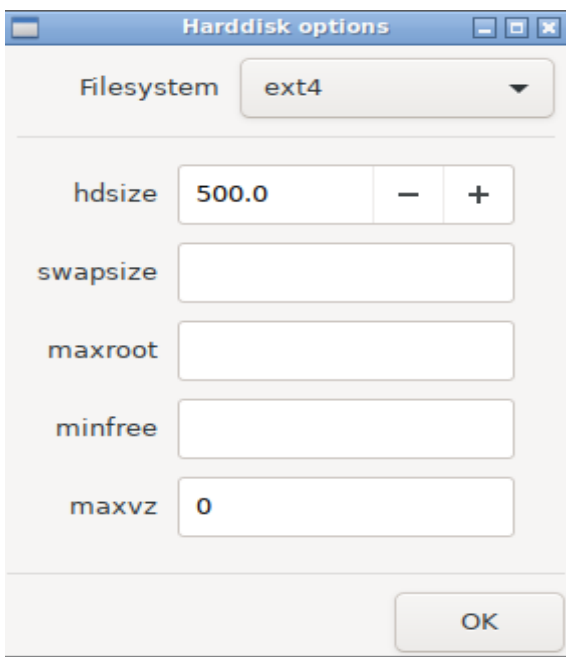 Harddisk options
Filesystem ext4
hdsize 500.0 − +
swapsize
maxroot
minfree
maxvz 0
OK